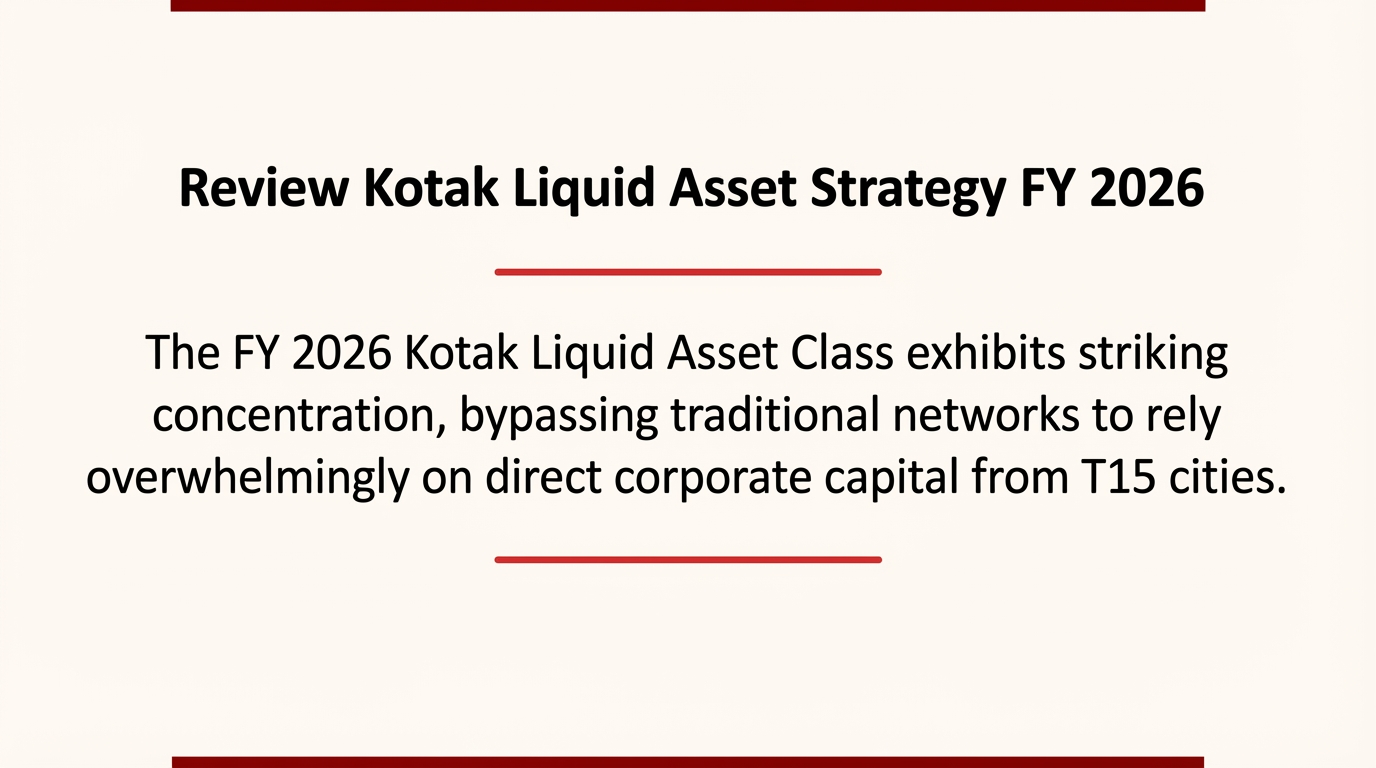 Review Kotak Liquid Asset Strategy FY 2026
The FY 2026 Kotak Liquid Asset Class exhibits striking
concentration, bypassing traditional networks to rely
overwhelmingly on direct corporate capital from T15 cities.